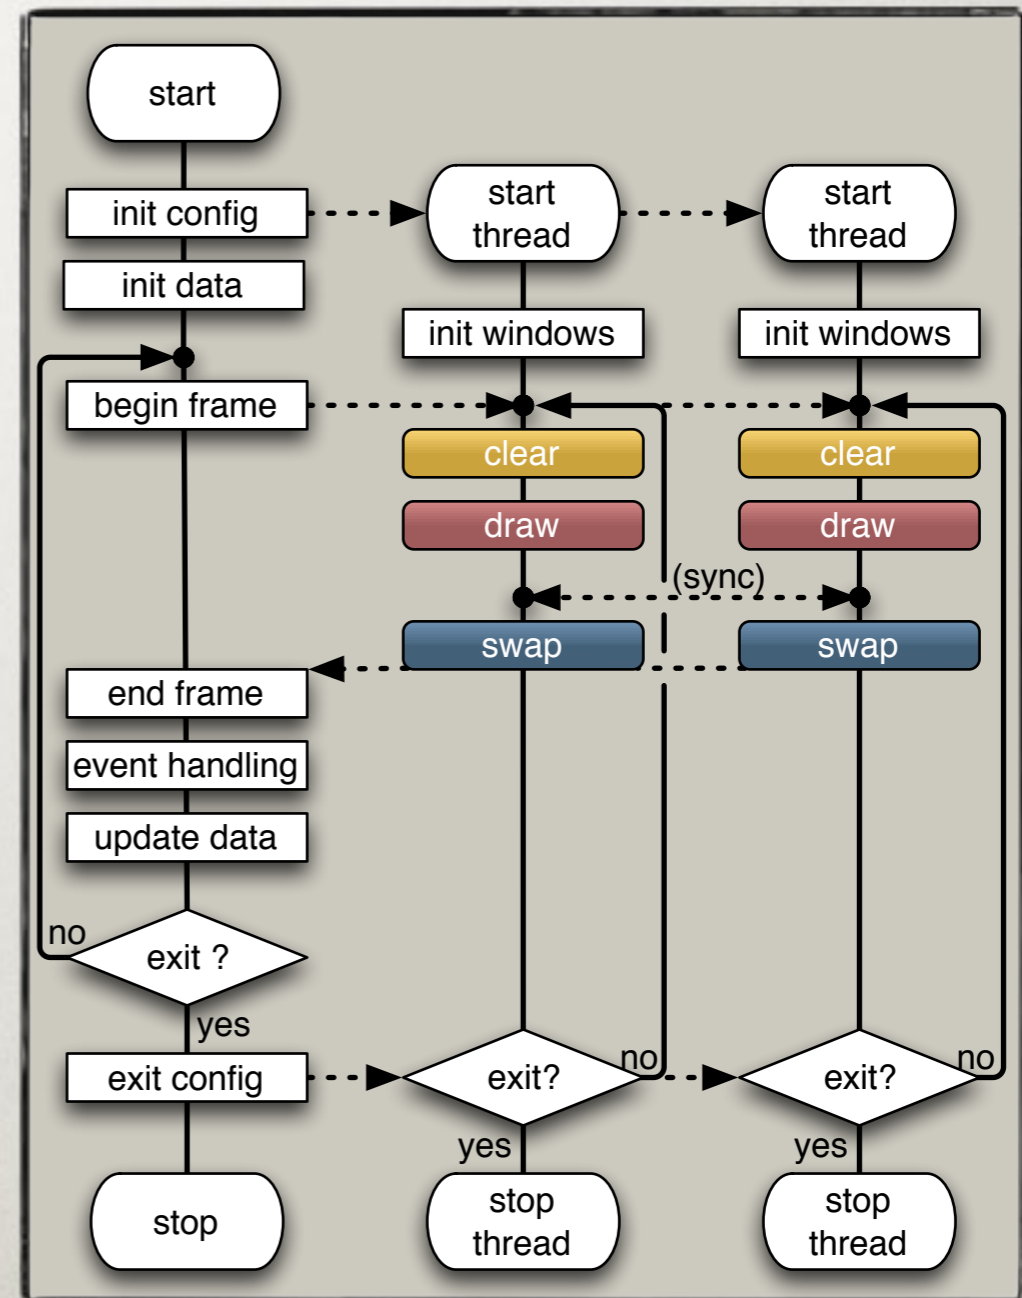 start
init config
init data
begin frame
end frame
event handling
update data
exit ?
no
yes
exit config
stop
start
thread
init windows
clear
draw
(sync)
swap
exit?
no
yes
stop
thread
start
thread
init windows
clear
draw
swap
exit?
no
yes
stop
thread